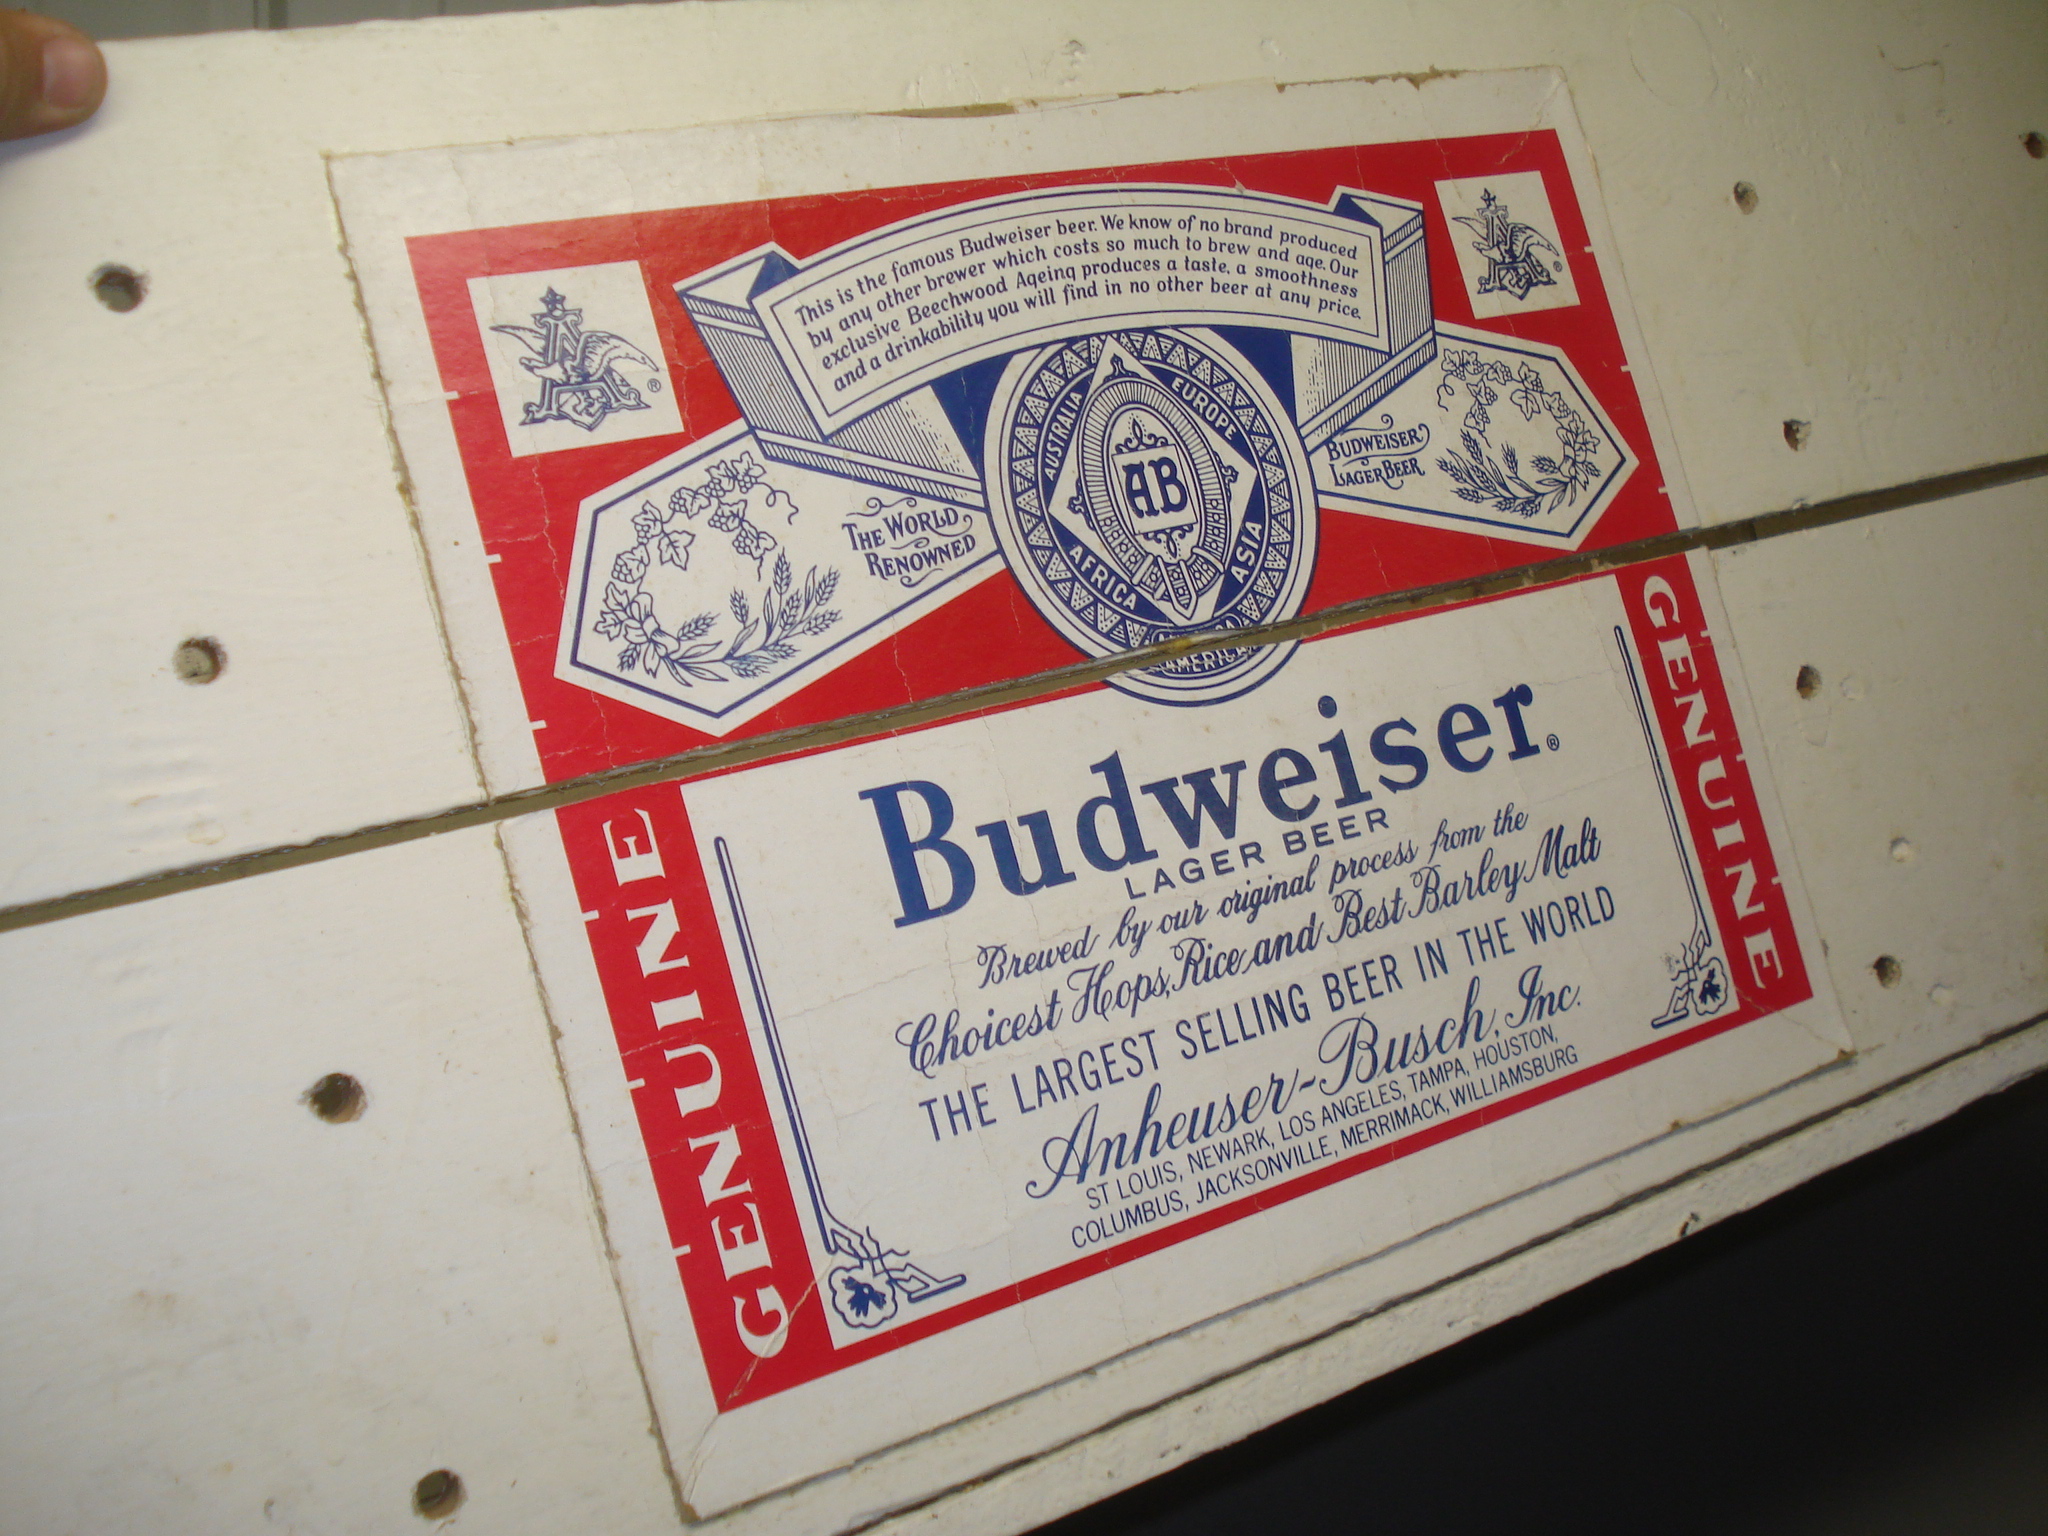 This is the famous Budweiser beer. We know of no brand produced
by any other brewer which costs so much to brew and age. Our
exclusive Beechwood Ageing produces a taste, a smoothness
and a drinkability you will find in no other beer at any price.
A
®
A
®
AUSTRALIA
EUROPE
AB
AFRICA
ASIA
AMERICA
THE WORLD
RENOWNED
BUDWEISER
LAGER BEER
Budweiser®
LAGER BEER
Brewed by our original process from the
Choicest Hops, Rice and Best Barley Malt
THE LARGEST SELLING BEER IN THE WORLD
Anheuser-Busch, Inc.
ST LOUIS, NEWARK, LOS ANGELES, TAMPA, HOUSTON,
COLUMBUS, JACKSONVILLE, MERRIMACK, WILLIAMSBURG
GENUINE
GENUINE